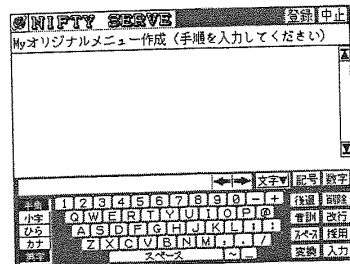 @NIFTY SERVE 登録 中止
Myオリジナルメニュー作成(手順を入力してください)
文字▼ 記号 数字
1 2 3 4 5 6 7 8 9 0 - + 後退 削除
小字 Q W E R T Y U I O P @ 音訓 改行
ひら A S D F G H J K L ; :
カナ Z X C V B N M , . / スペース 採用
英字 スペース ~ _ 変換 入力